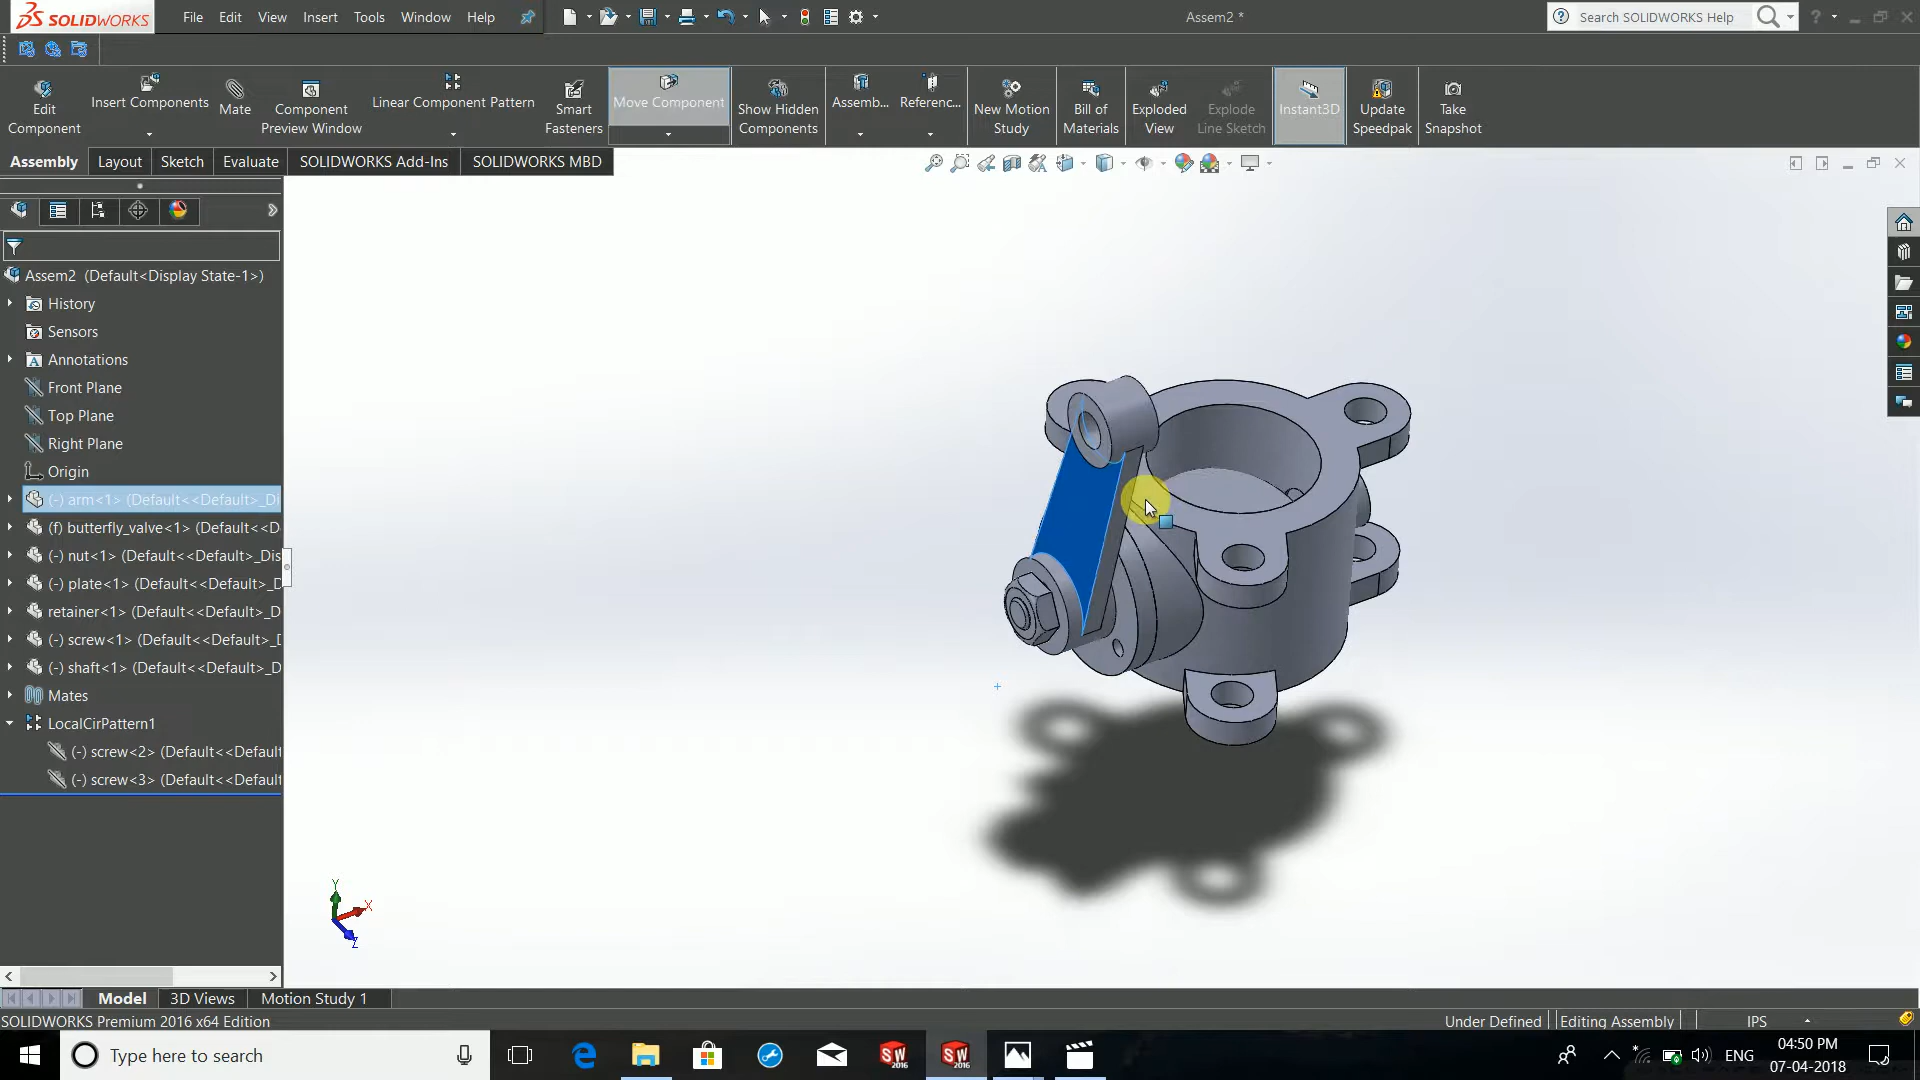 SOLIDWORKS File Edit View Insert Tools Window Help Assem2 * Search SOLIDWORKS Help ?
Edit Component
Insert Components
Mate
Component Preview Window
Linear Component Pattern
Smart Fasteners
Move Component
Show Hidden Components
Assemb...
Referenc...
New Motion Study
Bill of Materials
Exploded View
Explode Line Sketch
Instant3D
Update Speedpak
Take Snapshot
Assembly Layout Sketch Evaluate SOLIDWORKS Add-Ins SOLIDWORKS MBD
Assem2 (Default<Display State-1>)
History
Sensors
Annotations
Front Plane
Top Plane
Right Plane
Origin
(-) arm<1> (Default<<Default>_Di
(f) butterfly_valve<1> (Default<<D
(-) nut<1> (Default<<Default>_Dis
(-) plate<1> (Default<<Default>_D
retainer<1> (Default<<Default>_D
(-) screw<1> (Default<<Default>_D
(-) shaft<1> (Default<<Default>_D
Mates
LocalCirPattern1
(-) screw<2> (Default<<Default
(-) screw<3> (Default<<Default
Y
X
Z
Model 3D Views Motion Study 1
SOLIDWORKS Premium 2016 x64 Edition Under Defined Editing Assembly IPS
Type here to search SW 2016 SW 2016 ENG 04:50 PM
07-04-2018